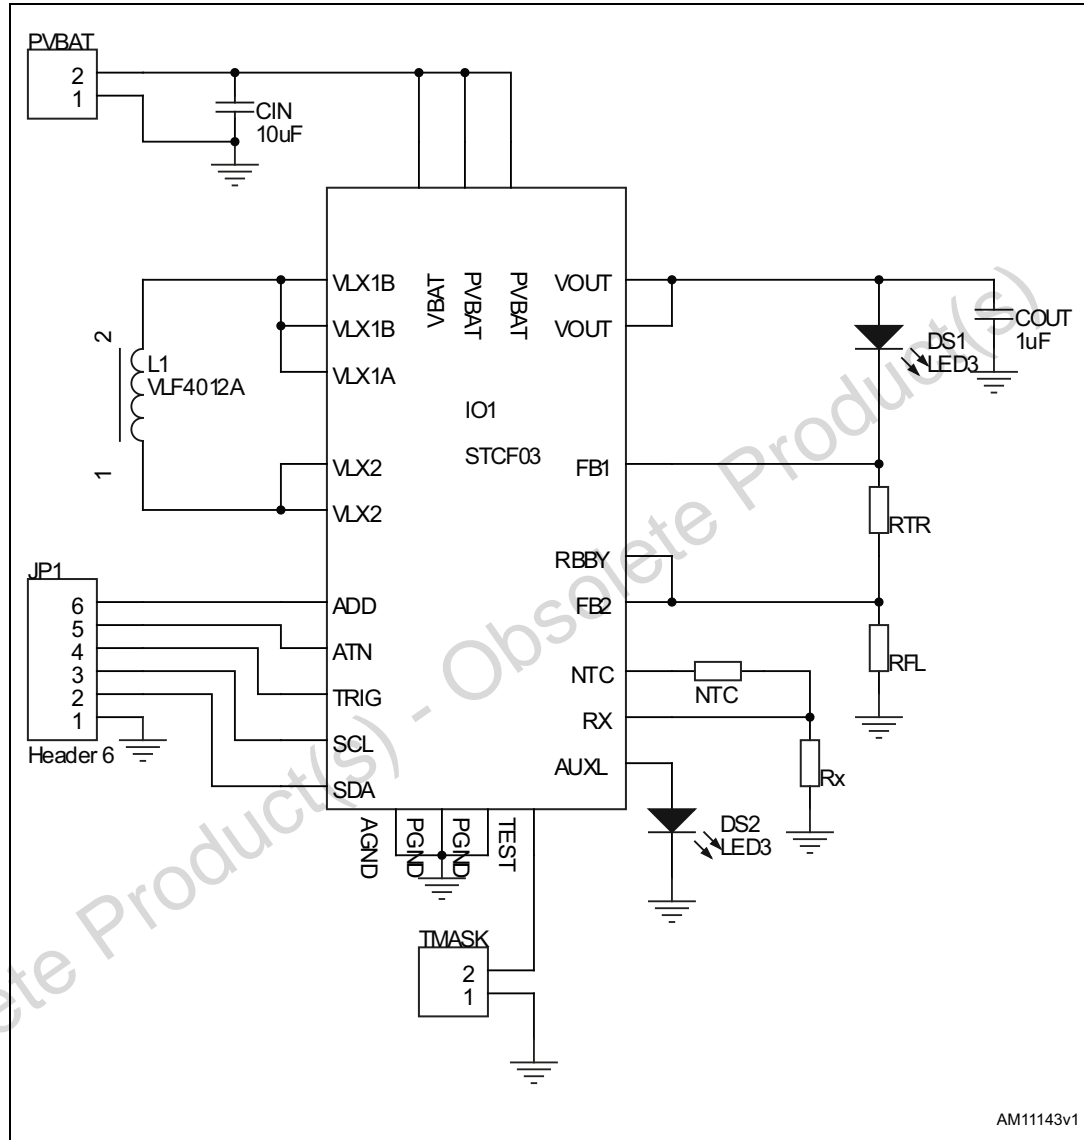 PVBAT
2
1
CIN
10uF
VBAT
PVBAT
PVBAT
VLX1B
VLX1B
VLX1A
VLX2
VLX2
2
L1
VLF4012A
1
IO1
STCF03
VOUT
VOUT
FB1
RBBY
FB2
NTC
RX
AUXL
COUT
1uF
DS1
LED3
RTR
RFL
NTC
Rx
DS2
LED3
JP1
6
5
4
3
2
1
Header 6
ADD
ATN
TRIG
SCL
SDA
AGND
PGND
PGND
TEST
TMASK
2
1
ete Product(s) - Obsolete Product(s)
AM11143v1